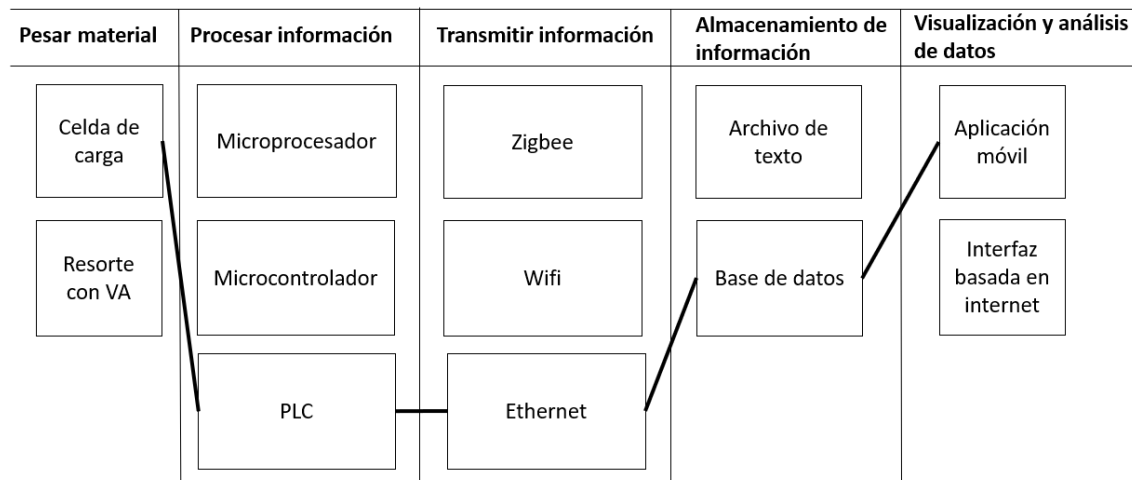 Pesar material
Procesar información
Transmitir información
Almacenamiento de
información
Visualización y análisis
de datos
Celda de
carga
Microprocesador
Zigbee
Archivo de
texto
Aplicación
móvil
Resorte
con VA
Microcontrolador
Wifi
Base de datos
Interfaz
basada en
internet
PLC
Ethernet